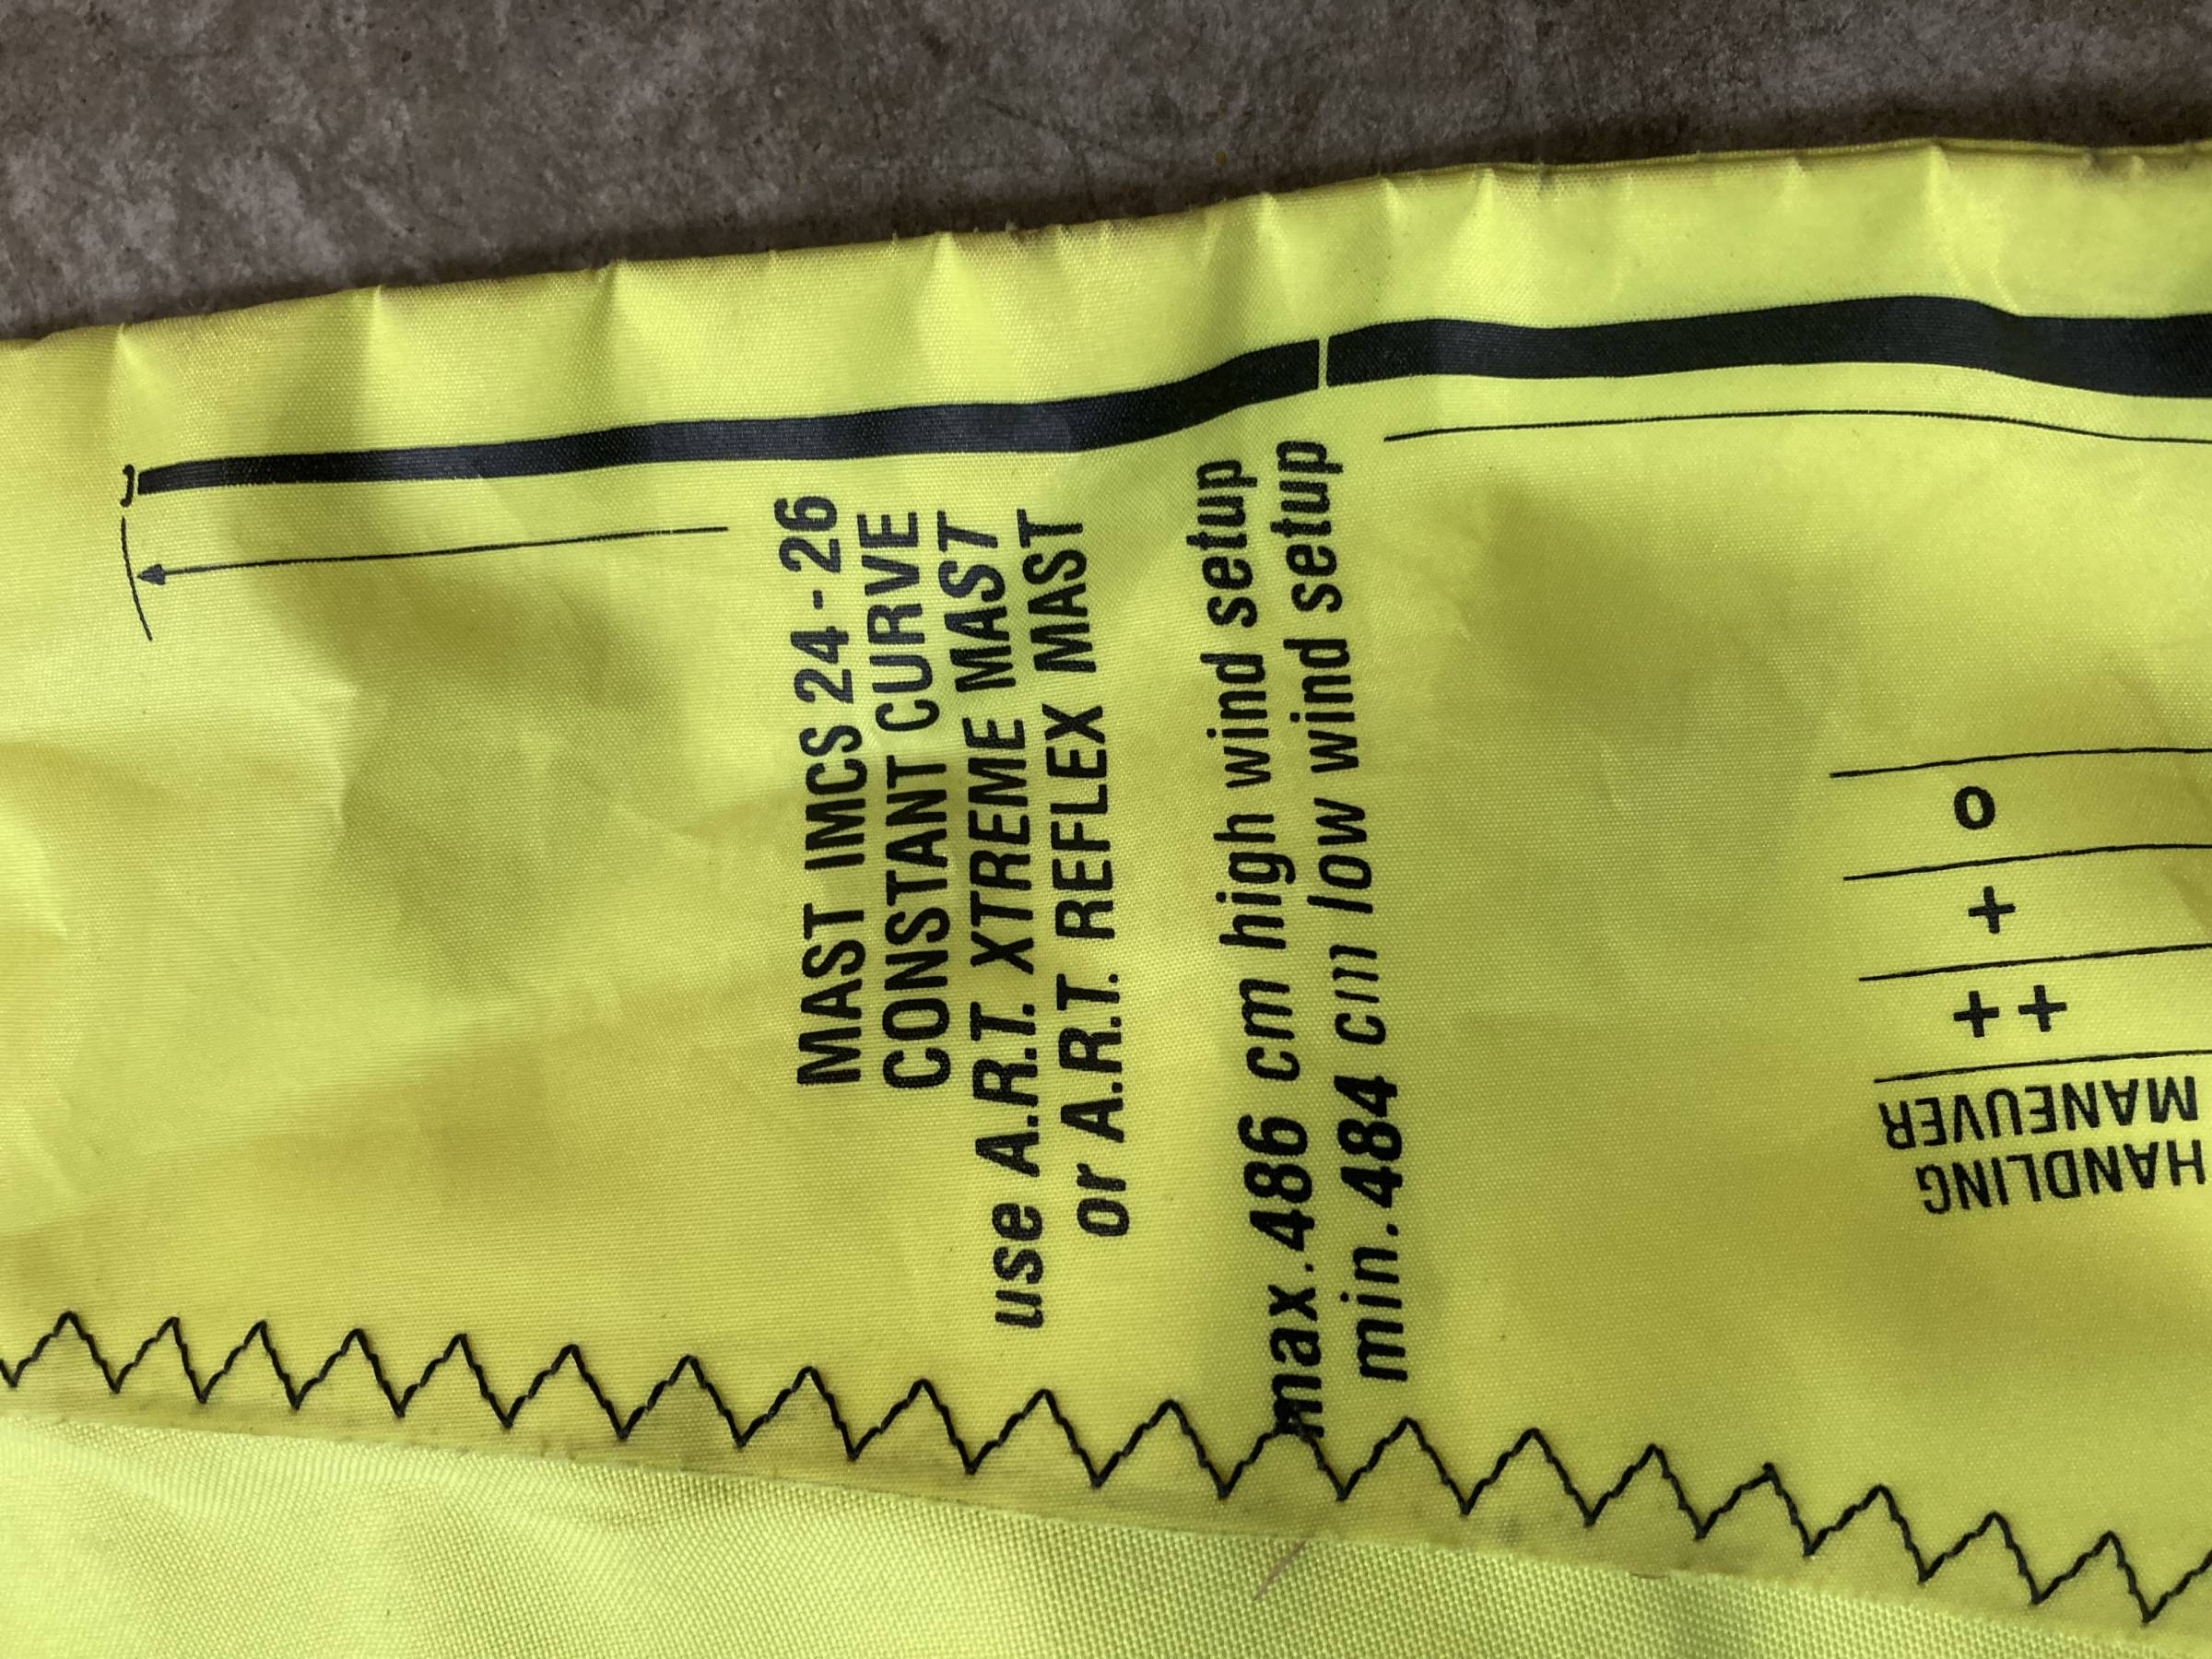 MAST IMCS 24-26
CONSTANT CURVE
use A.R.T. XTREME MAST
or A.R.T. REFLEX MAST
max.486 cm high wind setup
min.484 cm low wind setup
o
+
++
HANDLING
MANEUVER